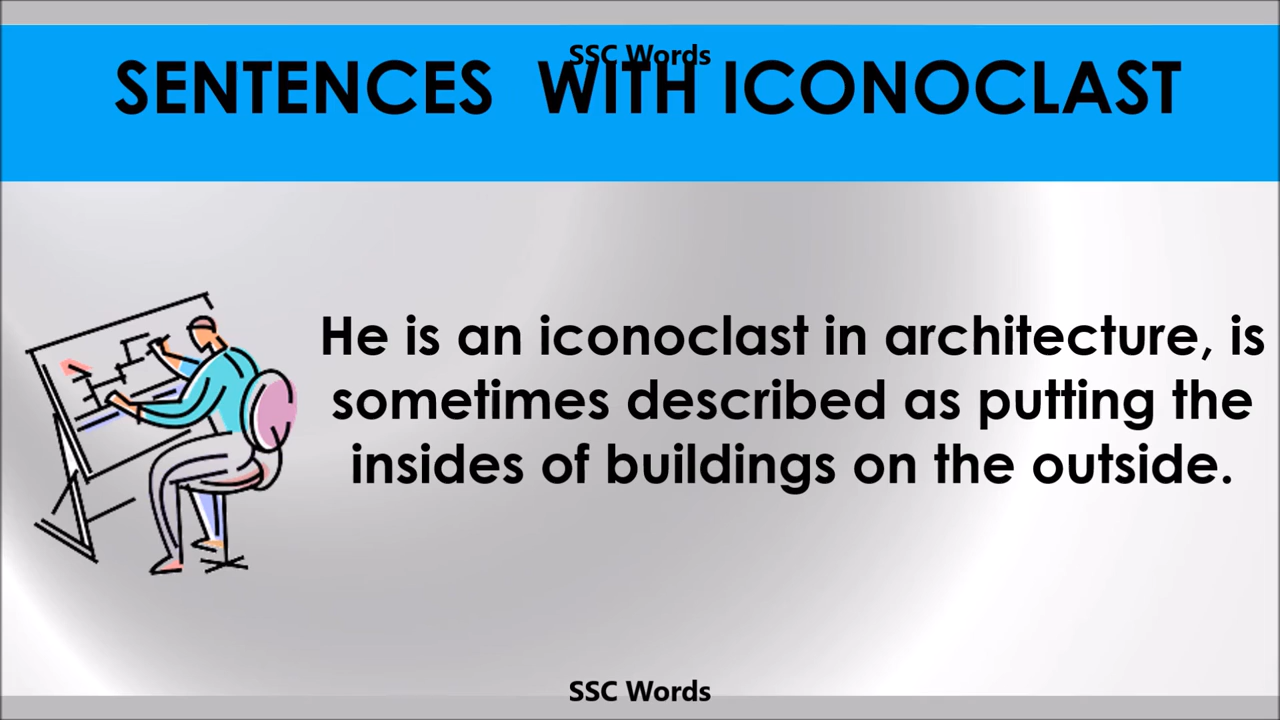 SSC Words
SENTENCES WITH ICONOCLAST
He is an iconoclast in architecture, is
sometimes described as putting the
insides of buildings on the outside.
SSC Words